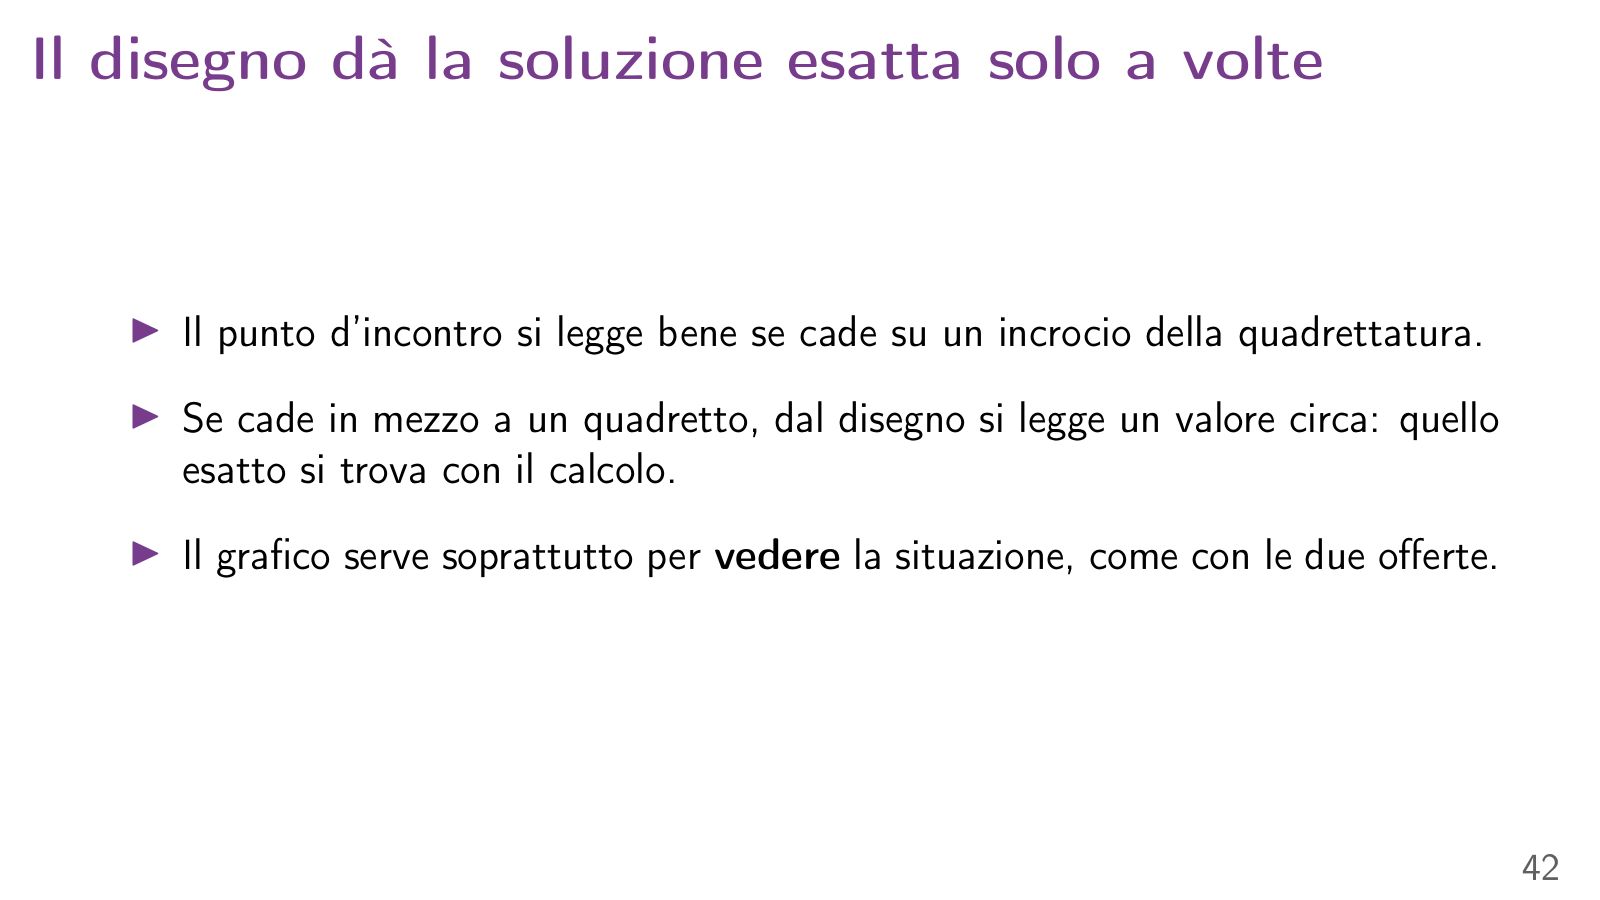 Il disegno dà la soluzione esatta solo a volte
▶ Il punto d'incontro si legge bene se cade su un incrocio della quadrettatura.
▶ Se cade in mezzo a un quadretto, dal disegno si legge un valore circa: quello
esatto si trova con il calcolo.
▶ Il grafico serve soprattutto per vedere la situazione, come con le due offerte.
42